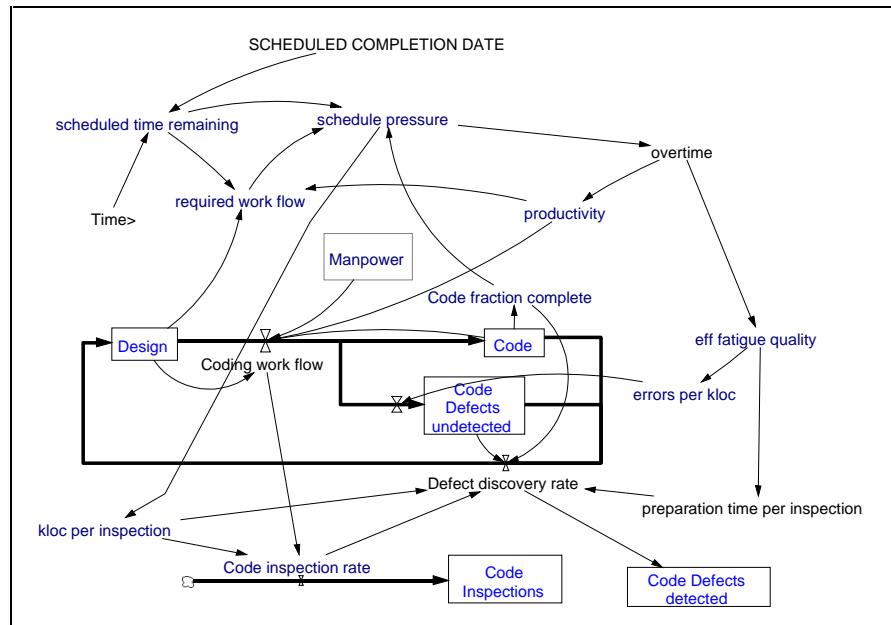 SCHEDULED COMPLETION DATE
scheduled time remaining
schedule pressure
overtime
required work flow
productivity
Time>
Manpower
Code fraction complete
Design
Code
eff fatigue quality
Coding work flow
Code
Defects
undetected
errors per kloc
Defect discovery rate
preparation time per inspection
kloc per inspection
Code inspection rate
Code
Inspections
Code Defects
detected